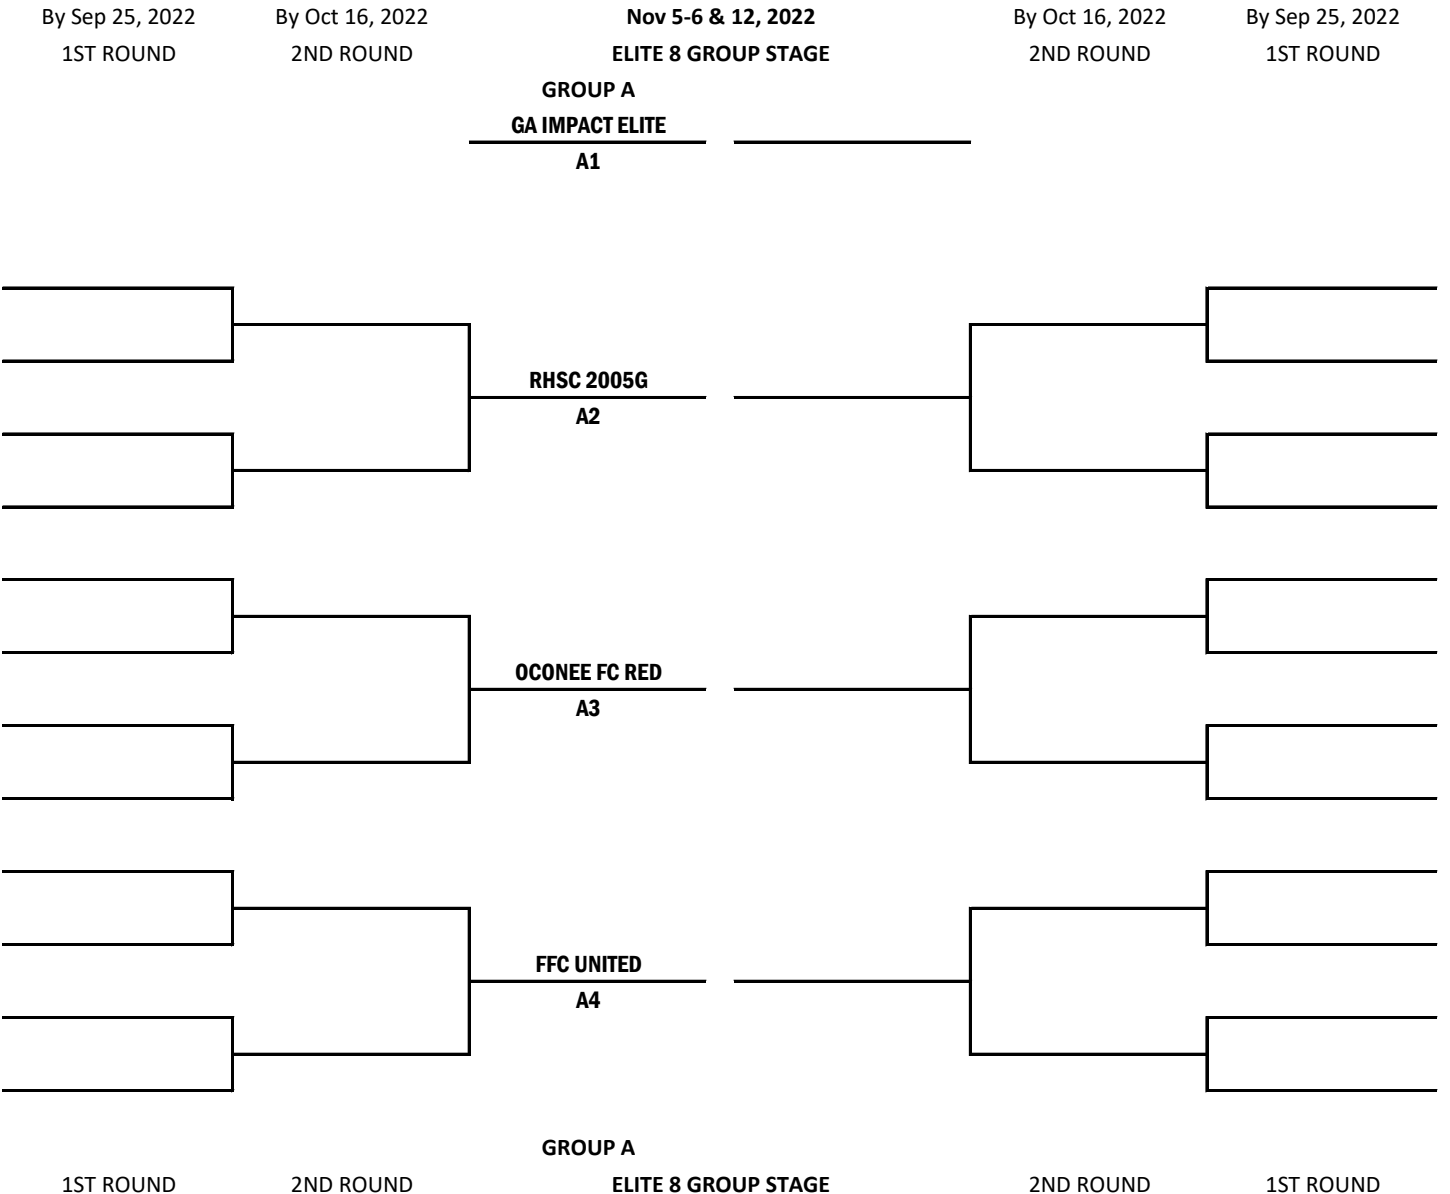 By Sep 25, 2022 By Oct 16, 2022 Nov 5-6 & 12, 2022 By Oct 16, 2022 By Sep 25, 2022
1ST ROUND 2ND ROUND ELITE 8 GROUP STAGE 2ND ROUND 1ST ROUND
GROUP A
GA IMPACT ELITE
A1
RHSC 2005G
A2
OCONEE FC RED
A3
FFC UNITED
A4
GROUP A
1ST ROUND 2ND ROUND ELITE 8 GROUP STAGE 2ND ROUND 1ST ROUND